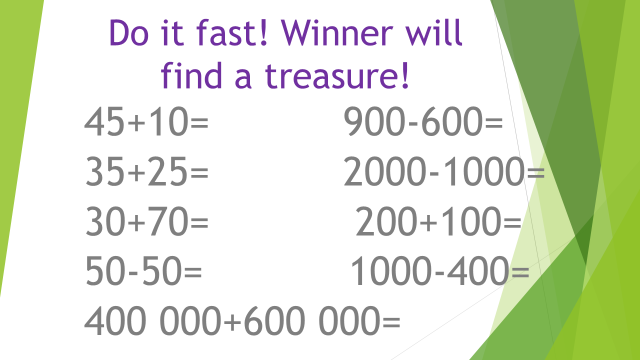 Do it fast! Winner will
find a treasure!
45+10= 900-600=
35+25= 2000-1000=
30+70= 200+100=
50-50= 1000-400=
400 000+600 000=